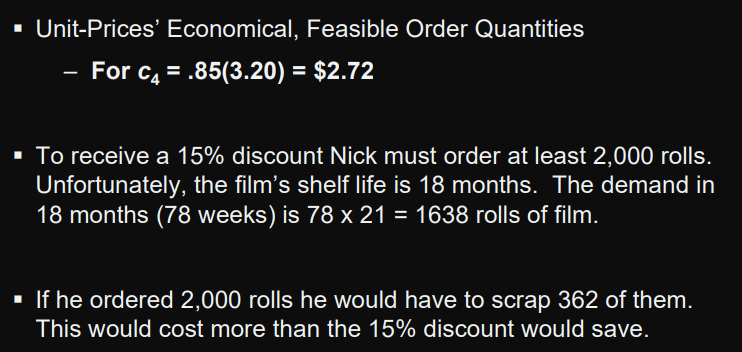 ▪ Unit-Prices’ Economical, Feasible Order Quantities
– For c₄ = .85(3.20) = $2.72
▪ To receive a 15% discount Nick must order at least 2,000 rolls.
Unfortunately, the film’s shelf life is 18 months.  The demand in
18 months (78 weeks) is 78 x 21 = 1638 rolls of film.
▪ If he ordered 2,000 rolls he would have to scrap 362 of them.
This would cost more than the 15% discount would save.